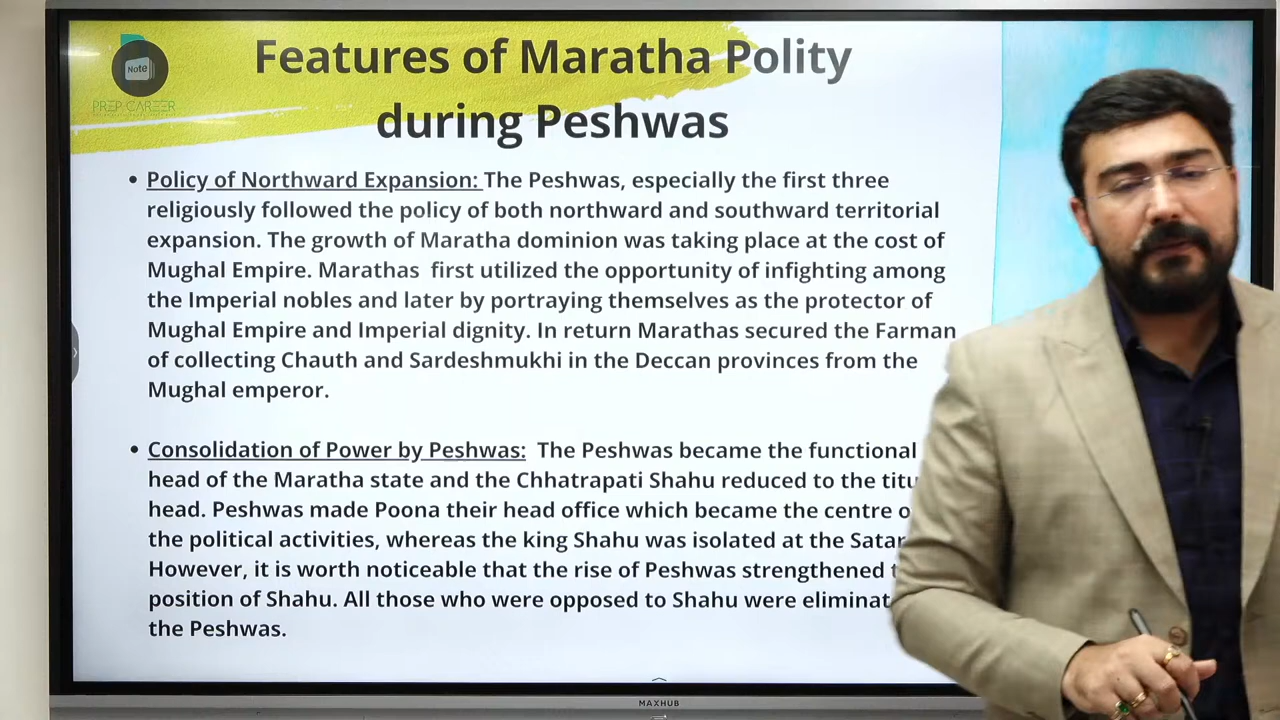 Note
PREP CAREER
Features of Maratha Polity
during Peshwas
• Policy of Northward Expansion: The Peshwas, especially the first three
religiously followed the policy of both northward and southward territorial
expansion. The growth of Maratha dominion was taking place at the cost of
Mughal Empire. Marathas first utilized the opportunity of infighting among
the Imperial nobles and later by portraying themselves as the protector of
Mughal Empire and Imperial dignity. In return Marathas secured the Farman
of collecting Chauth and Sardeshmukhi in the Deccan provinces from the
Mughal emperor.
• Consolidation of Power by Peshwas: The Peshwas became the functional
head of the Maratha state and the Chhatrapati Shahu reduced to the
head. Peshwas made Poona their head office which became the centre
the political activities, whereas the king Shahu was isolated at the
However, it is worth noticeable that the rise of Peshwas strengthened
position of Shahu. All those who were opposed to Shahu were
the Peshwas.
MAXHUB